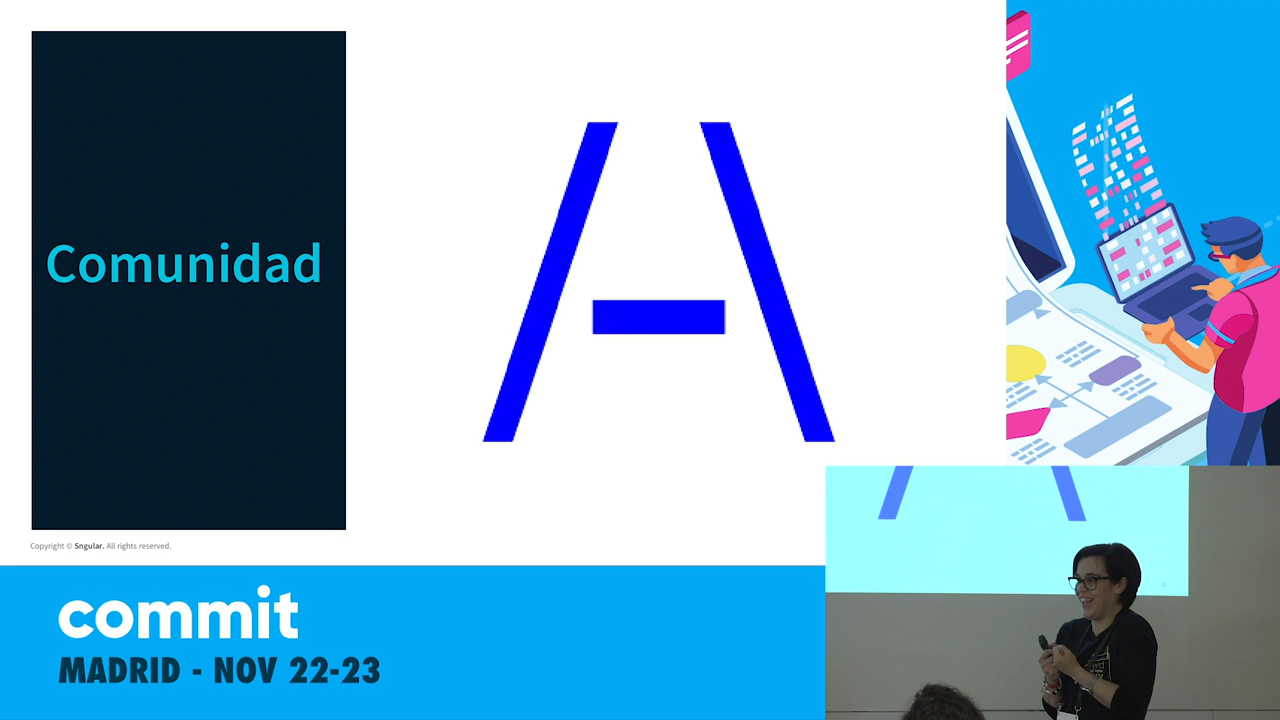 Comunidad
Copyright © Sngular. All rights reserved.
commit
MADRID - NOV 22-23